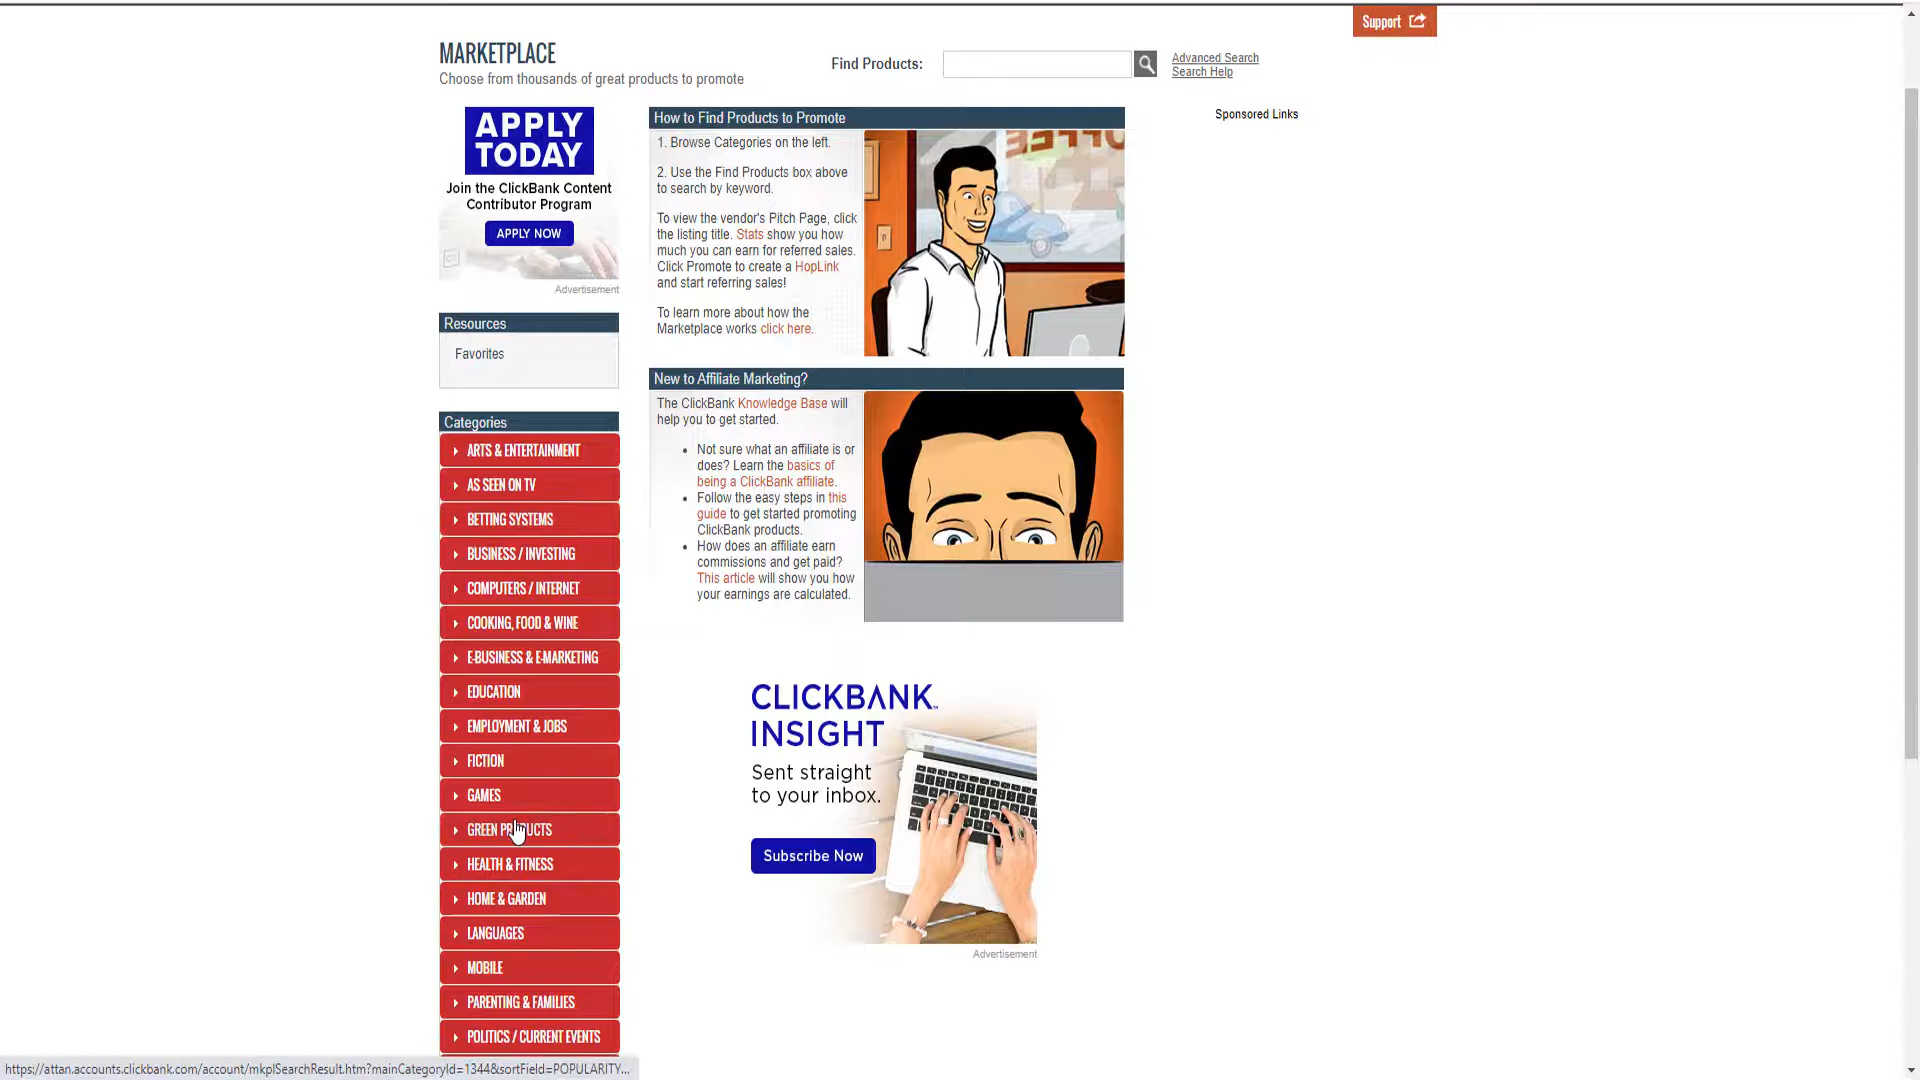 Support
MARKETPLACE
Choose from thousands of great products to promote
Find Products:
Advanced Search
Search Help
APPLY
TODAY
Join the ClickBank Content
Contributor Program
APPLY NOW
Advertisement
Resources
Favorites
Categories
ARTS & ENTERTAINMENT
AS SEEN ON TV
BETTING SYSTEMS
BUSINESS / INVESTING
COMPUTERS / INTERNET
COOKING, FOOD & WINE
E-BUSINESS & E-MARKETING
EDUCATION
EMPLOYMENT & JOBS
FICTION
GAMES
GREEN PRODUCTS
HEALTH & FITNESS
HOME & GARDEN
LANGUAGES
MOBILE
PARENTING & FAMILIES
POLITICS / CURRENT EVENTS
How to Find Products to Promote
1. Browse Categories on the left.
2. Use the Find Products box above
to search by keyword.
To view the vendor's Pitch Page, click
the listing title. Stats show you how
much you can earn for referred sales.
Click Promote to create a HopLink
and start referring sales!
To learn more about how the
Marketplace works click here.
New to Affiliate Marketing?
The ClickBank Knowledge Base will
help you to get started.
Not sure what an affiliate is or
does? Learn the basics of
being a ClickBank affiliate.
Follow the easy steps in this
guide to get started promoting
ClickBank products.
How does an affiliate earn
commissions and get paid?
This article will show you how
your earnings are calculated.
CLICKBANK
INSIGHT
Sent straight
to your inbox.
Subscribe Now
Advertisement
Sponsored Links
https://attan.accounts.clickbank.com/account/mkplSearchResult.htm?mainCategoryId=1344&sortField=POPULARITY...